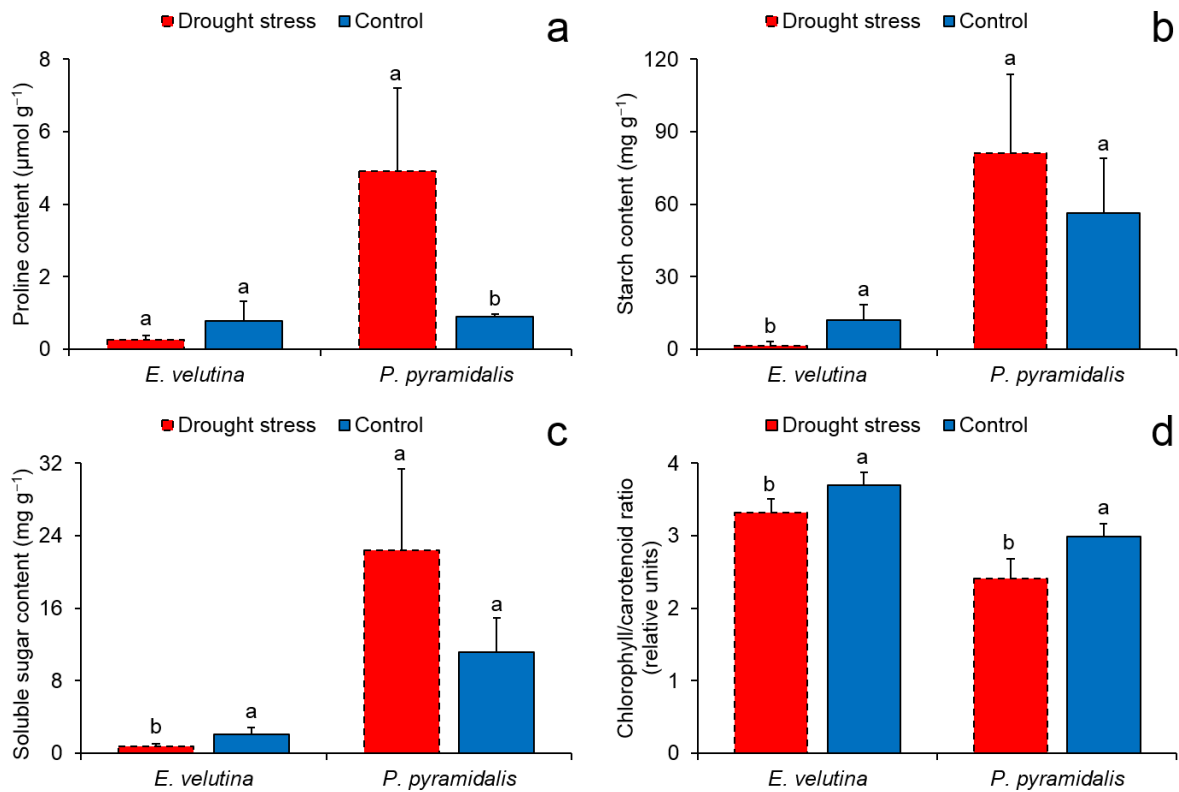 Drought stress Control
a
Proline content (µmol g⁻¹)
8
6
4
2
0
a
a
a
b
E. velutina P. pyramidalis
Drought stress Control
b
Starch content (mg g⁻¹)
120
90
60
30
0
b
a
a
a
E. velutina P. pyramidalis
Drought stress Control
c
Soluble sugar content (mg g⁻¹)
32
24
16
8
0
b
a
a
a
E. velutina P. pyramidalis
Drought stress Control
d
Chlorophyll/carotenoid ratio
(relative units)
4
3
2
1
0
b
a
b
a
E. velutina P. pyramidalis